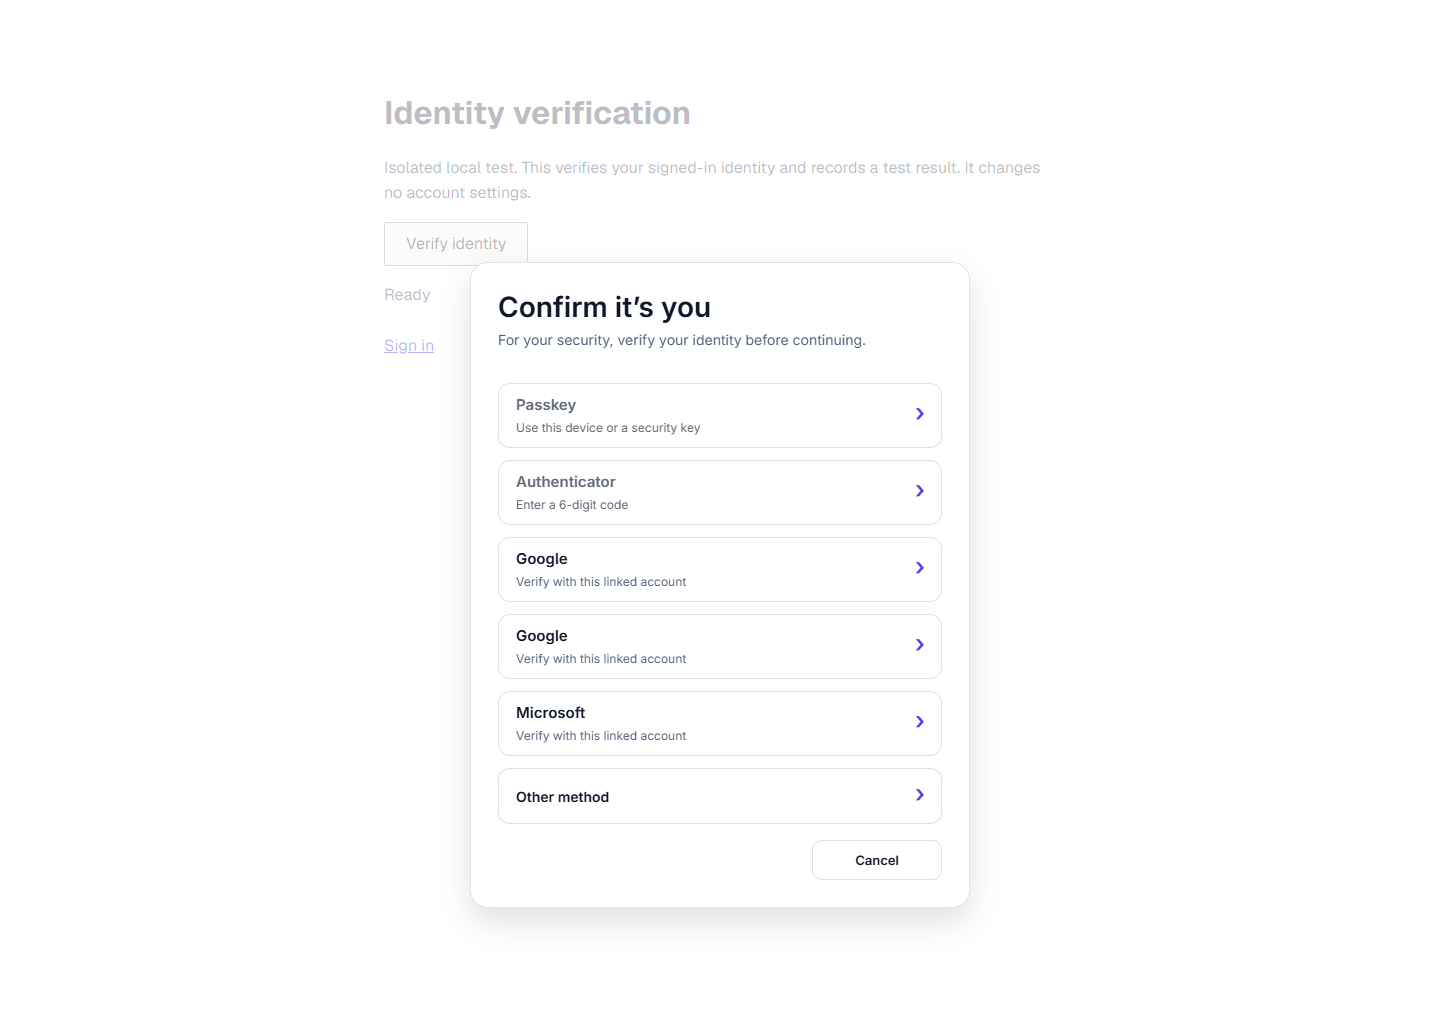 Identity verification
Isolated local test. This verifies your signed-in identity and records a test result. It changes
no account settings.
Verify identity
Ready
Sign in
Confirm it’s you
For your security, verify your identity before continuing.
Passkey
Use this device or a security key
Authenticator
Enter a 6-digit code
Google
Verify with this linked account
Google
Verify with this linked account
Microsoft
Verify with this linked account
Other method
Cancel